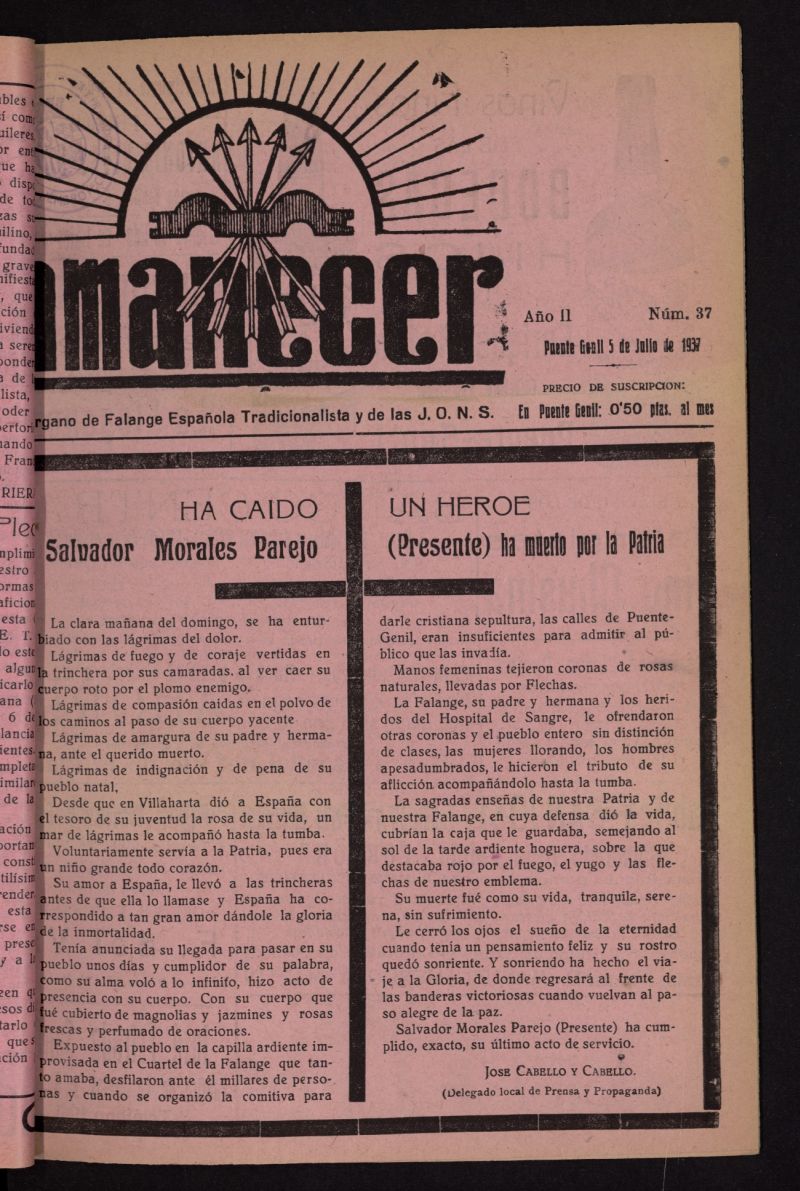 amanecer
Año II Núm. 37
Puente Genil 5 de Julio de 1937
PRECIO DE SUSCRIPCION:
rgano de Falange Española Tradicionalista y de las J. O. N. S.
En Puente Genil: 0'50 ptas. al mes
HA CAIDO
Salvador Morales Parejo
La clara mañana del domingo, se ha entur-
biado con las lágrimas del dolor.
Lágrimas de fuego y de coraje vertidas en
la trinchera por sus camaradas. al ver caer su
cuerpo roto por el plomo enemigo.
Lágrimas de compasión caidas en el polvo de
los caminos al paso de su cuerpo yacente
Lágrimas de amargura de su padre y herma-
na, ante el querido muerto.
Lágrimas de indignación y de pena de su
pueblo natal,
Desde que en Villaharta dió a España con
el tesoro de su juventud la rosa de su vida, un
mar de lágrimas le acompañó hasta la tumba.
Voluntariamente servía a la Patria, pues era
un niño grande todo corazón.
Su amor a España, le llevó a las trincheras
antes de que ella lo llamase y España ha co-
rrespondido a tan gran amor dándole la gloria
de la inmortalidad.
Tenía anunciada su llegada para pasar en su
pueblo unos días y cumplidor de su palabra,
como su alma voló a lo infinito, hizo acto de
presencia con su cuerpo. Con su cuerpo que
fué cubierto de magnolias y jazmines y rosas
frescas y perfumado de oraciones.
Expuesto al pueblo en la capilla ardiente im-
provisada en el Cuartel de la Falange que tan-
to amaba, desfilaron ante él millares de perso-
nas y cuando se organizó la comitiva para
UN HEROE
(Presente) ha muerto por la Patria
darle cristiana sepultura, las calles de Puente-
Genil, eran insuficientes para admitir al pú-
blico que las invadía.
Manos femeninas tejieron coronas de rosas
naturales, llevadas por Flechas.
La Falange, su padre y hermana y los heri-
dos del Hospital de Sangre, le ofrendaron
otras coronas y el pueblo entero sin distinción
de clases, las mujeres llorando, los hombres
apesadumbrados, le hicieron el tributo de su
aflicción acompañándolo hasta la tumba.
La sagradas enseñas de nuestra Patria y de
nuestra Falange, en cuya defensa dió la vida,
cubrían la caja que le guardaba, semejando al
sol de la tarde ardiente hoguera, sobre la que
destacaba rojo por el fuego, el yugo y las fle-
chas de nuestro emblema.
Su muerte fué como su vida, tranquila, sere-
na, sin sufrimiento.
Le cerró los ojos el sueño de la eternidad
cuando tenía un pensamiento feliz y su rostro
quedó sonriente. Y sonriendo ha hecho el via-
je a la Gloria, de donde regresará al frente de
las banderas victoriosas cuando vuelvan al pa-
so alegre de la paz.
Salvador Morales Parejo (Presente) ha cum-
plido, exacto, su último acto de servicio.
JOSE CABELLO Y CABELLO.
(Delegado local de Prensa y Propaganda)